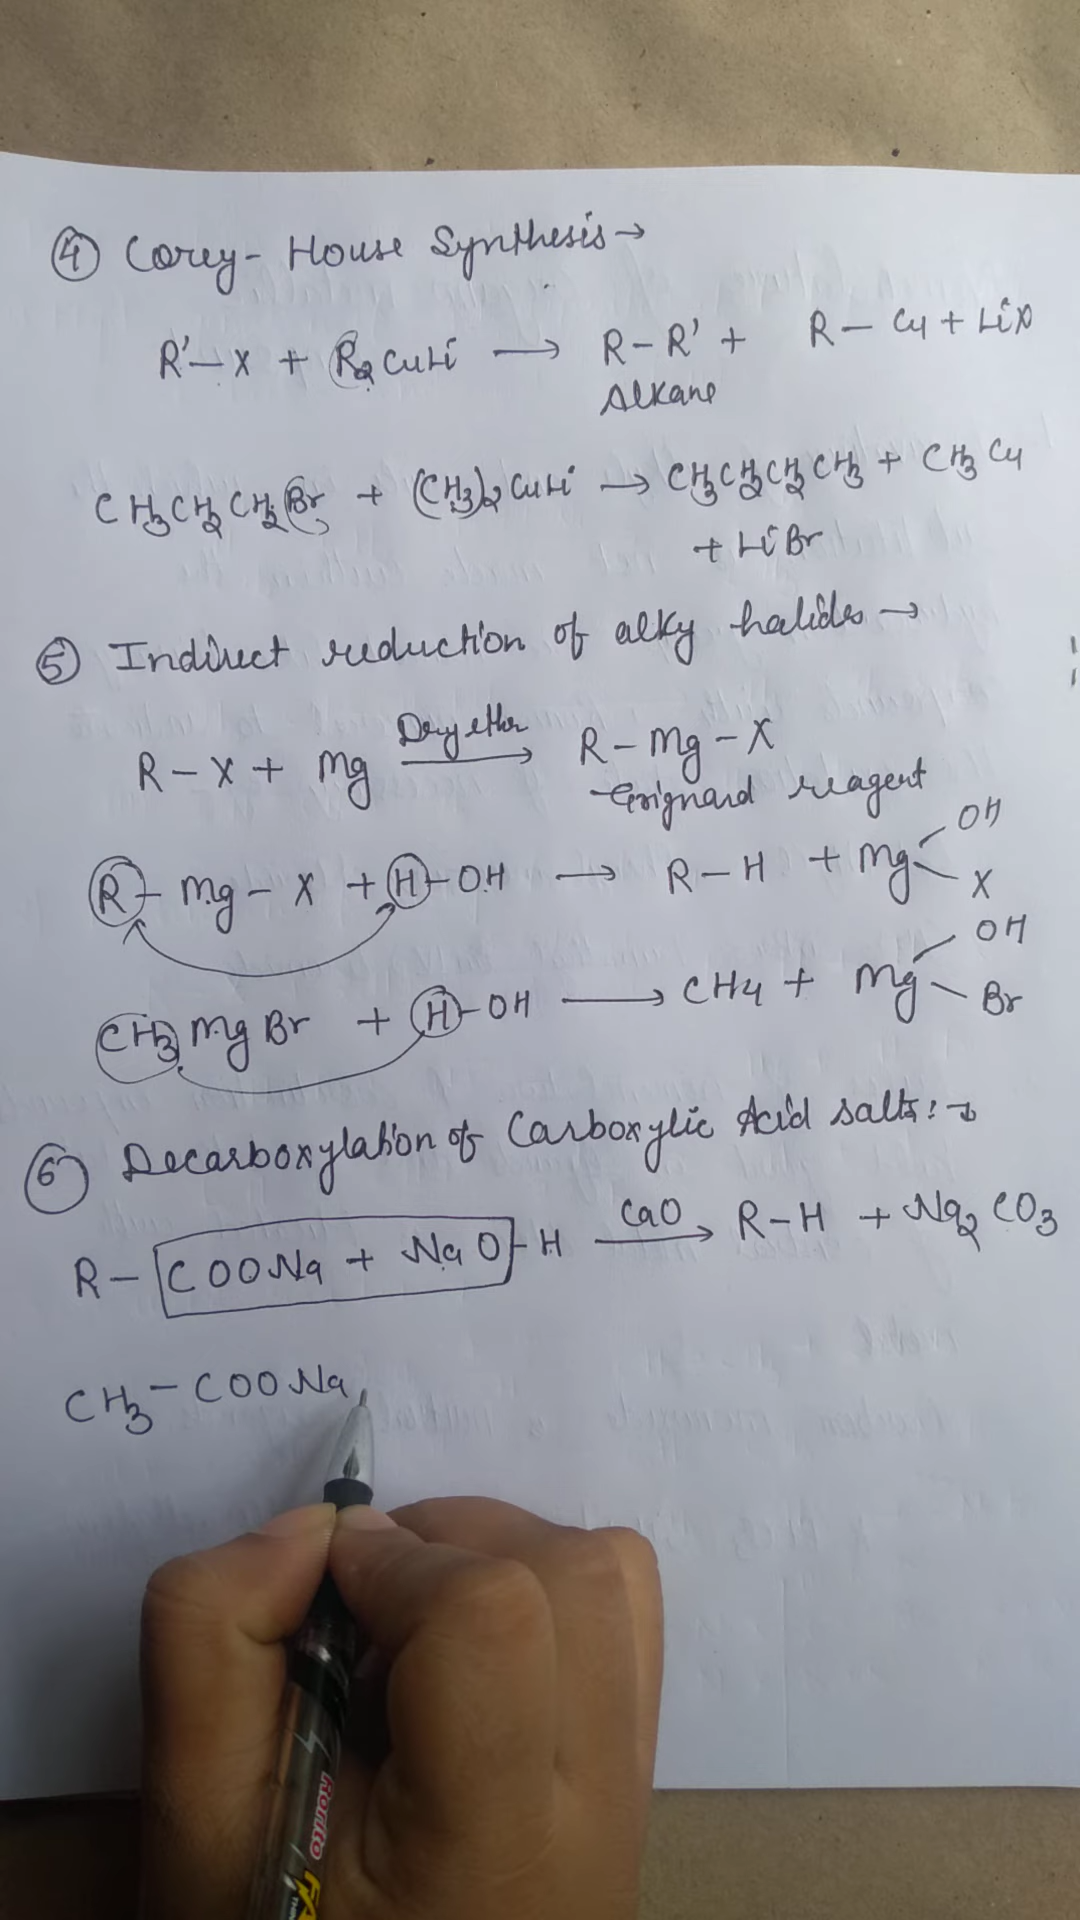 ④ Corey-House Synthesis →
R'—X + R₂CuLi ⟶ R—R' + R—Cu + LiX
Alkane
CH₃CH₂CH₂Br + (CH₃)₂CuLi ⟶ CH₃CH₂CH₂CH₃ + CH₃Cu
+ LiBr
⑤ Indirect reduction of alky halides →
Dry ether
R—X + Mg ⟶ R—Mg—X
Grignard reagent
R—Mg—X + H—OH ⟶ R—H + Mg OH X
CH₃MgBr + H—OH ⟶ CH4 + Mg OH Br
⑥ Decarboxylation of Carboxylic Acid salts: →
CaO
R—COONa + NaO—H ⟶ R—H + Na₂CO₃
CH₃—COONa
Rorito